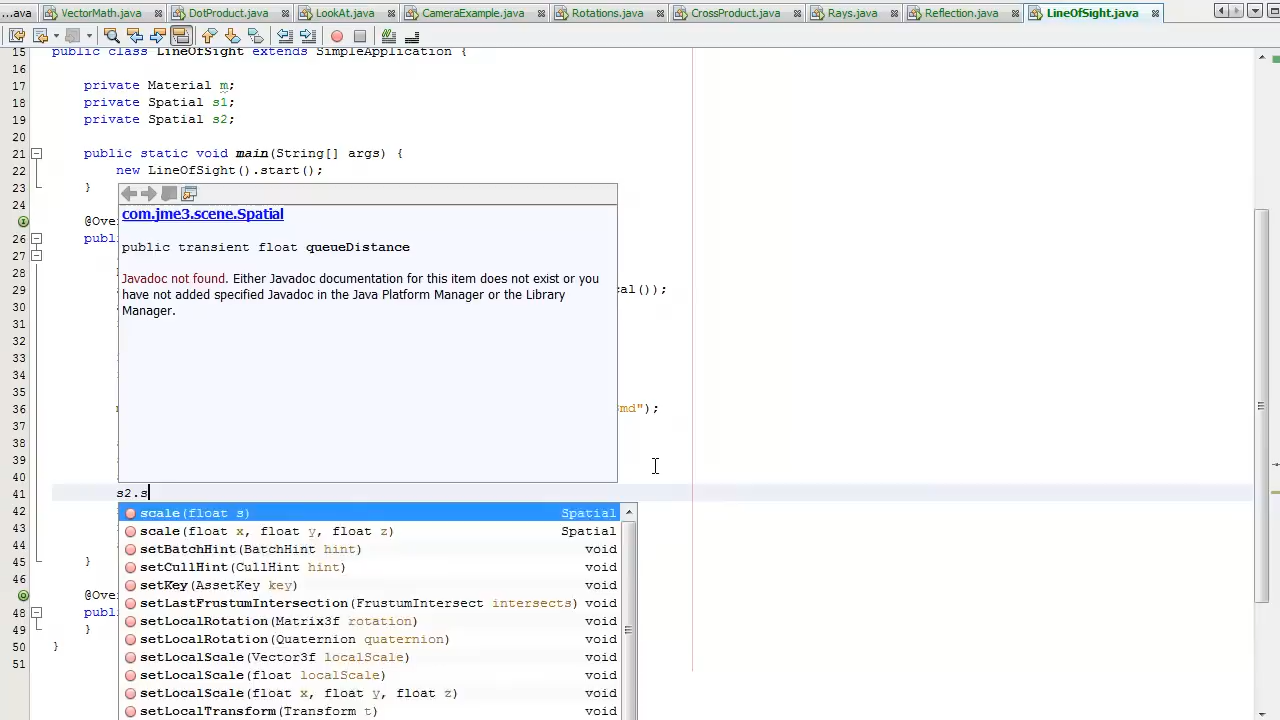 ...ava VectorMath.java DotProduct.java LookAt.java CameraExample.java Rotations.java CrossProduct.java Rays.java Reflection.java LineOfSight.java
15 public class LineOfSight extends SimpleApplication {
16
17 private Material m;
18 private Spatial s1;
19 private Spatial s2;
20
21 public static void main(String[] args) {
22 new LineOfSight().start();
23 }
24
@Ove
26 publ
27
28
29 cal());
30
31
32
33
34
35
36 md");
37
38
39
40
41 s2.s
42
43
44
45 }
46
@Ove
48 publ
49 }
50 }
51
com.jme3.scene.Spatial
public transient float queueDistance
Javadoc not found. Either Javadoc documentation for this item does not exist or you
have not added specified Javadoc in the Java Platform Manager or the Library
Manager.
scale(float s) Spatial
scale(float x, float y, float z) Spatial
setBatchHint(BatchHint hint) void
setCullHint(CullHint hint) void
setKey(AssetKey key) void
setLastFrustumIntersection(FrustumIntersect intersects) void
setLocalRotation(Matrix3f rotation) void
setLocalRotation(Quaternion quaternion) void
setLocalScale(Vector3f localScale) void
setLocalScale(float localScale) void
setLocalScale(float x, float y, float z) void
setLocalTransform(Transform t) void